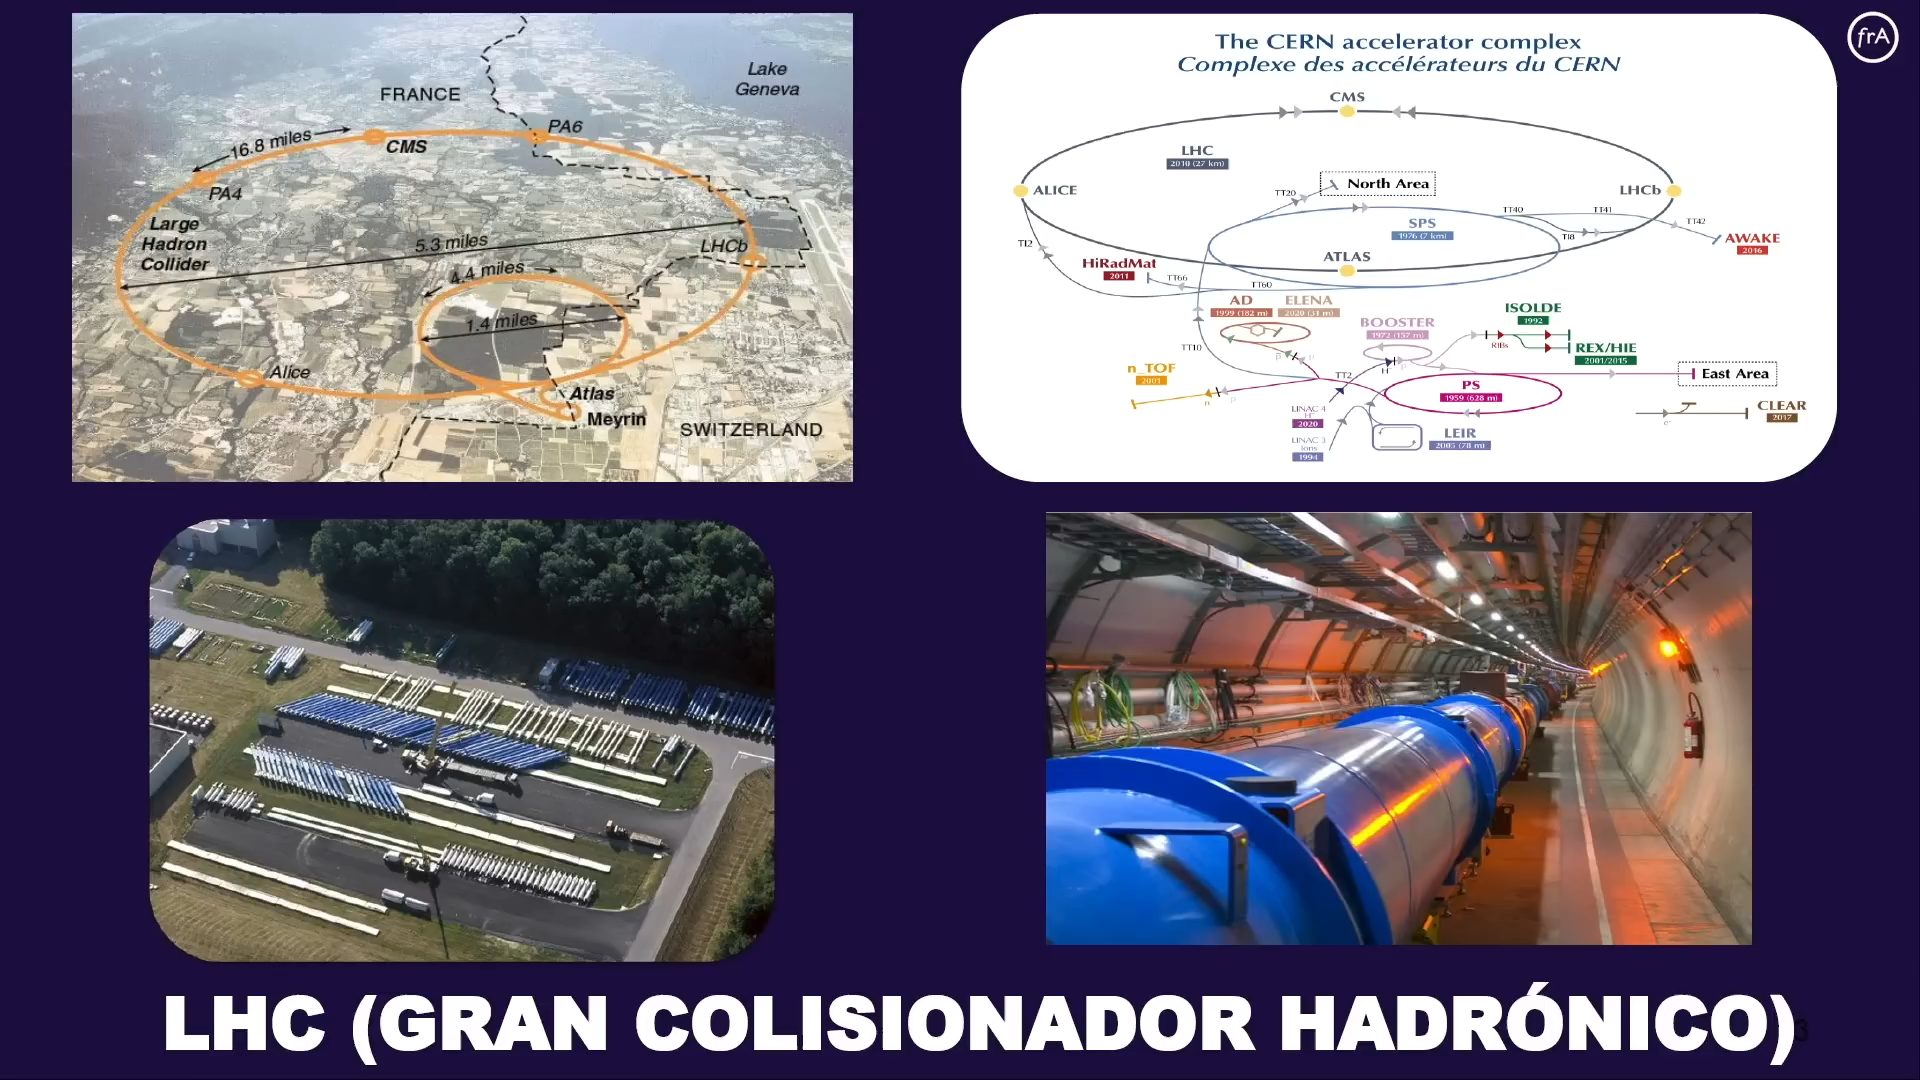 FRANCE
Lake
Geneva
16.8 miles
CMS
PA6
PA4
Large
Hadron
Collider
5.3 miles
LHCb
4.4 miles
1.4 miles
Alice
Atlas
Meyrin
SWITZERLAND
The CERN accelerator complex
Complexe des accélérateurs du CERN
CMS
LHC
2010 (27 km)
ALICE
LHCb
TT20
North Area
SPS
1976 (7 km)
TT40
TT41
TT42
TI8
TI2
AWAKE
2016
ATLAS
HiRadMat
2011
TT66
TT60
AD
1999 (182 m)
ELENA
2020 (31 m)
BOOSTER
1972 (157 m)
ISOLDE
1992
RIBs
REX/HIE
2001/2015
TT10
n_TOF
2001
n
p
TT2
H⁻
p
PS
1959 (628 m)
East Area
LINAC 4
H⁻
2020
LINAC 3
Ions
1994
LEIR
2005 (78 m)
CLEAR
2017
e⁻
frA
LHC (GRAN COLISIONADOR HADRÓNICO)
3